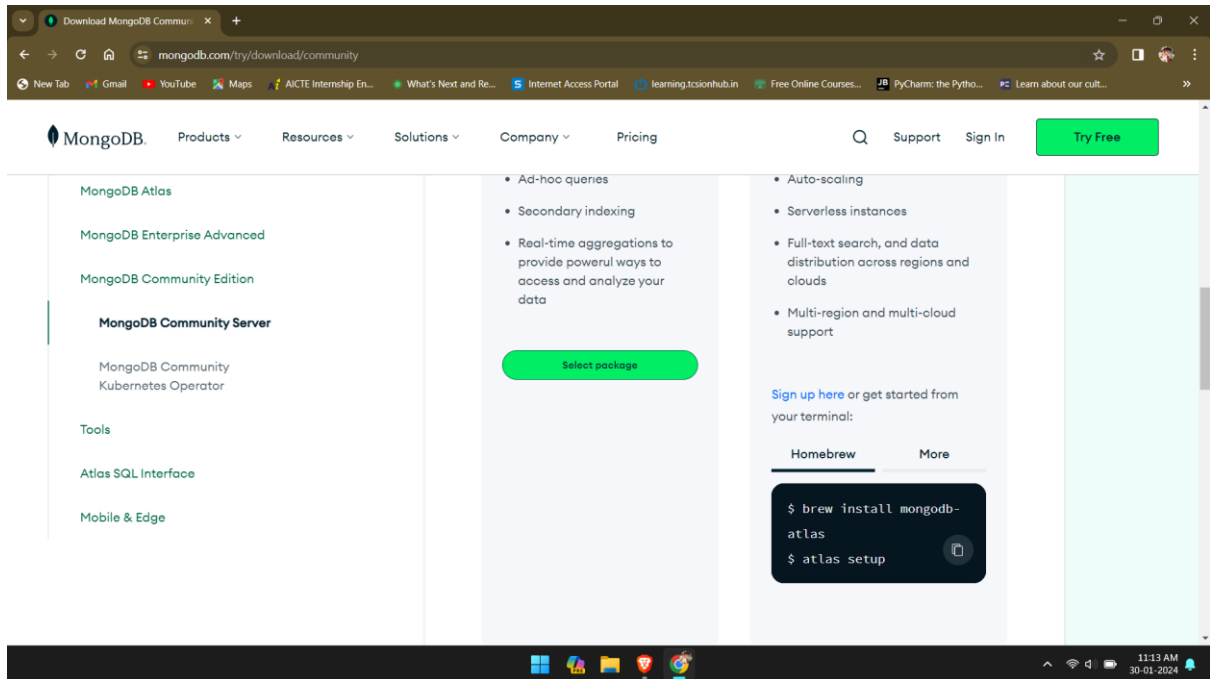 Download MongoDB Communi
mongodb.com/try/download/community
New Tab
Gmail
YouTube
Maps
AICTE Internship En...
What's Next and Re...
Internet Access Portal
learning.tcsionhub.in
Free Online Courses...
PyCharm: the Pytho...
Learn about our cult...
»
MongoDB.
Products
Resources
Solutions
Company
Pricing
Support
Sign In
Try Free
MongoDB Atlas
MongoDB Enterprise Advanced
MongoDB Community Edition
MongoDB Community Server
MongoDB Community
Kubernetes Operator
Tools
Atlas SQL Interface
Mobile & Edge
• Ad-hoc queries
• Secondary indexing
• Real-time aggregations to
provide powerul ways to
access and analyze your
data
Select package
• Auto-scaling
• Serverless instances
• Full-text search, and data
distribution across regions and
clouds
• Multi-region and multi-cloud
support
Sign up here or get started from
your terminal:
Homebrew
More
$ brew install mongodb-
atlas
$ atlas setup
11:13 AM
30-01-2024